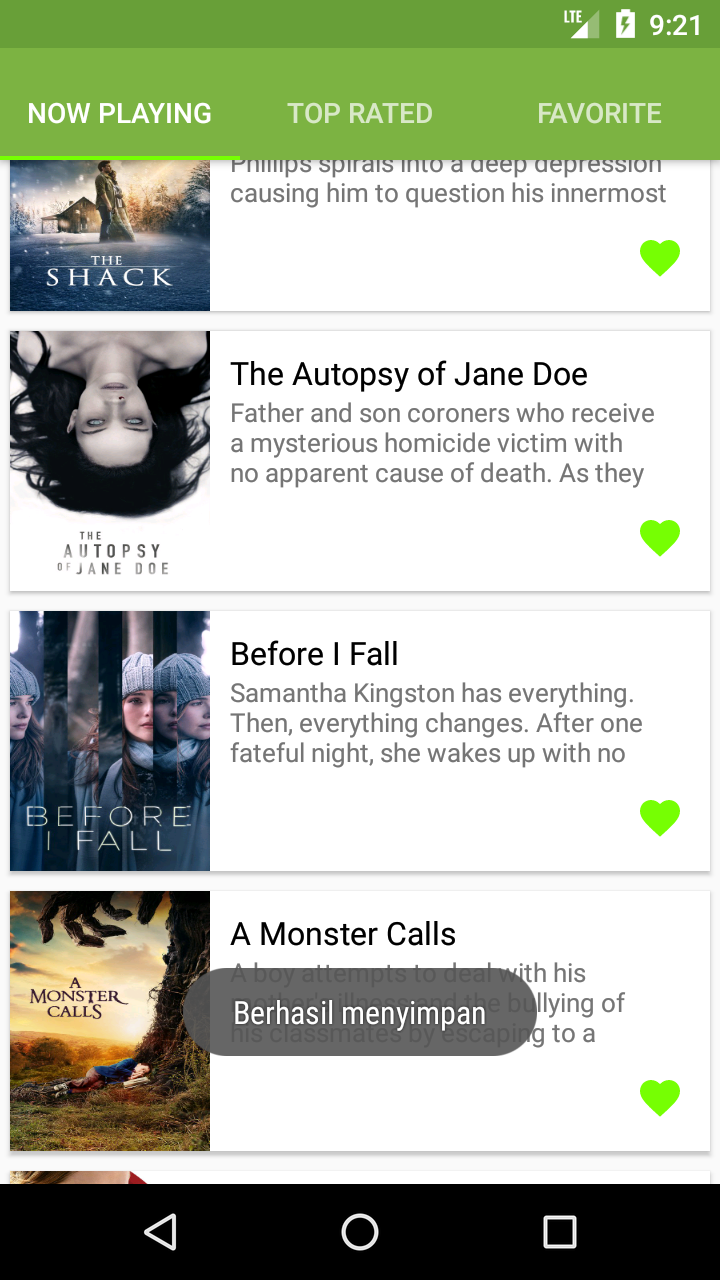 LTE
9:21
NOW PLAYING
TOP RATED
FAVORITE
Phillips spirals into a deep depression
causing him to question his innermost
THE
SHACK
The Autopsy of Jane Doe
Father and son coroners who receive
a mysterious homicide victim with
no apparent cause of death. As they
THE
AUTOPSY
OF JANE DOE
Before I Fall
Samantha Kingston has everything.
Then, everything changes. After one
fateful night, she wakes up with no
BEFORE
I FALL
A Monster Calls
A boy attempts to deal with his
mother's illness and the bullying of
his classmates by escaping to a
A
MONSTER
CALLS
Berhasil menyimpan